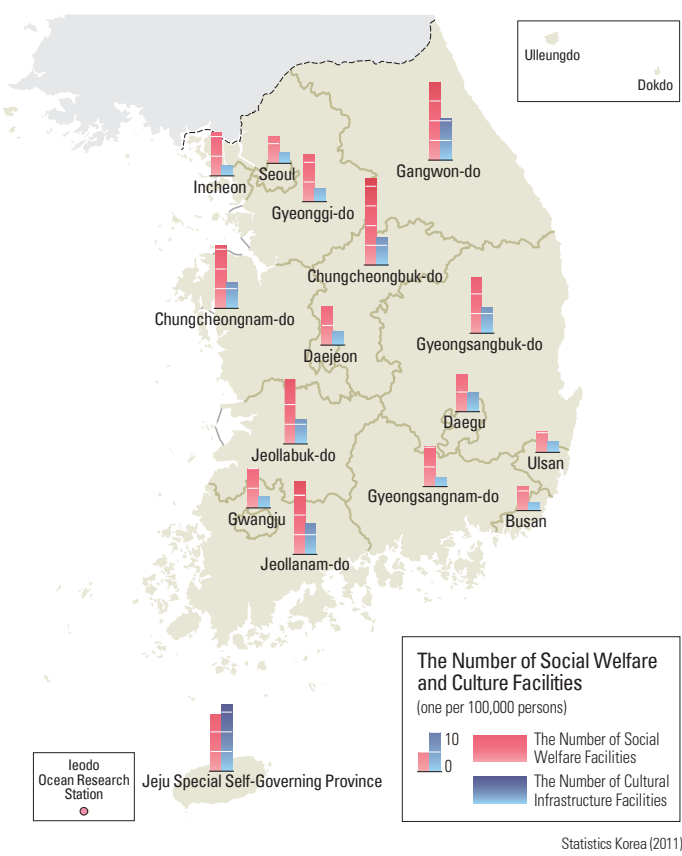 Ulleungdo
Dokdo
Gangwon-do
Incheon
Seoul
Gyeonggi-do
Chungcheongbuk-do
Chungcheongnam-do
Daejeon
Gyeongsangbuk-do
Daegu
Jeollabuk-do
Ulsan
Gyeongsangnam-do
Busan
Gwangju
Jeollanam-do
Jeju Special Self-Governing Province
Ieodo
Ocean Research
Station
The Number of Social Welfare
and Culture Facilities
(one per 100,000 persons)
10
0
The Number of Social
Welfare Facilities
The Number of Cultural
Infrastructure Facilities
Statistics Korea (2011)